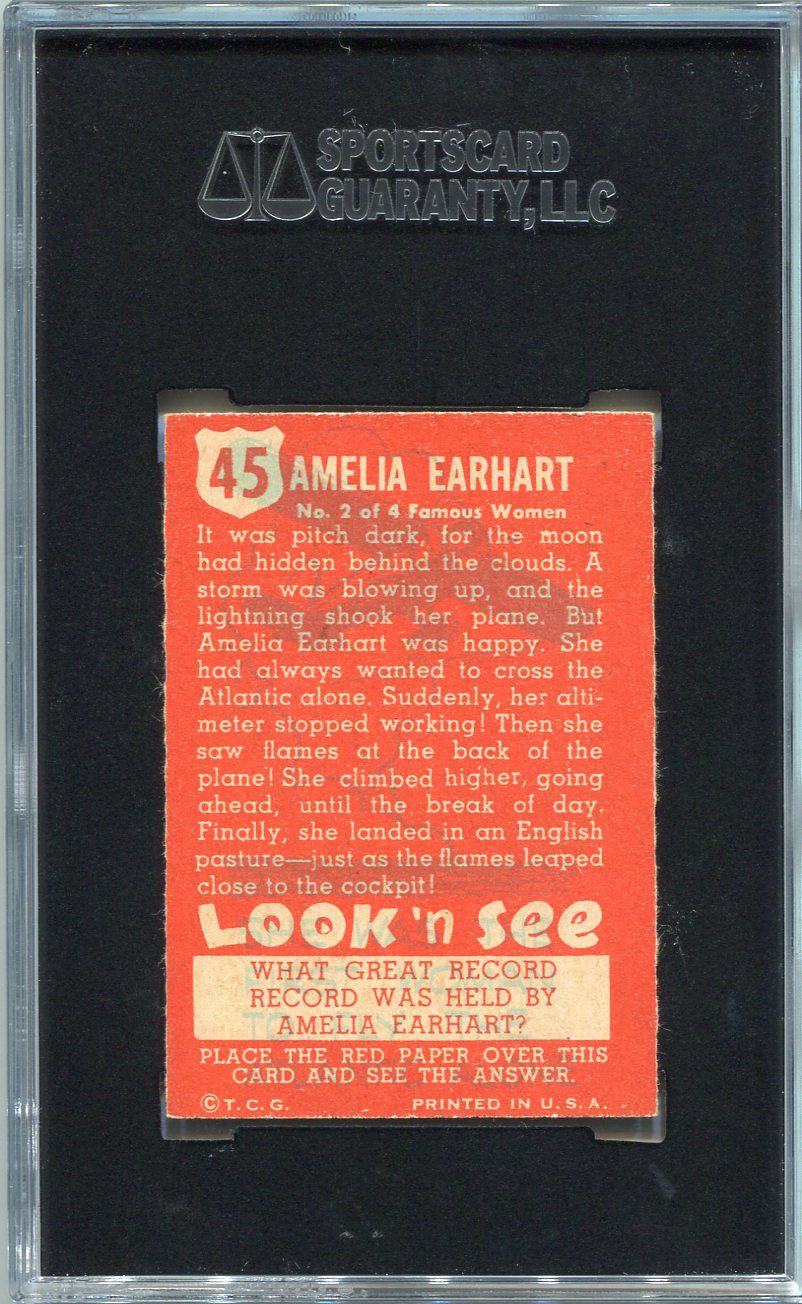 SPORTSCARD
GUARANTY, LLC
45 AMELIA EARHART
No. 2 of 4 Famous Women
It was pitch dark, for the moon
had hidden behind the clouds. A
storm was blowing up, and the
lightning shook her plane. But
Amelia Earhart was happy. She
had always wanted to cross the
Atlantic alone. Suddenly, her alti-
meter stopped working! Then she
saw flames at the back of the
plane! She climbed higher, going
ahead, until the break of day.
Finally, she landed in an English
pasture—just as the flames leaped
close to the cockpit!
LOOK 'n See
WHAT GREAT RECORD
RECORD WAS HELD BY
AMELIA EARHART?
PLACE THE RED PAPER OVER THIS
CARD AND SEE THE ANSWER.
© T. C. G. PRINTED IN U. S. A.